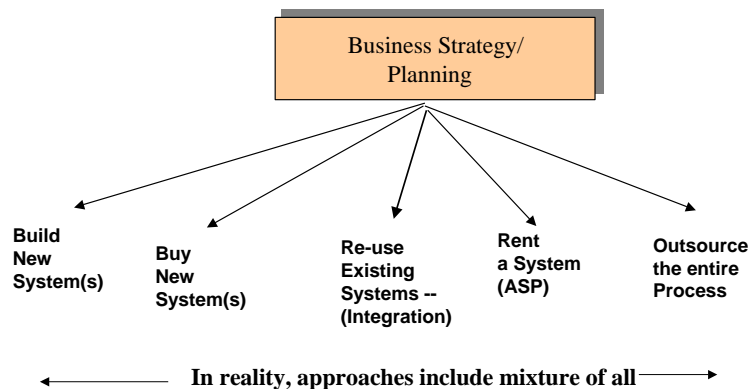 Business Strategy/
Planning
Build
New
System(s)
Buy
New
System(s)
Re-use
Existing
Systems --
(Integration)
Rent
a System
(ASP)
Outsource
the entire
Process
In reality, approaches include mixture of all